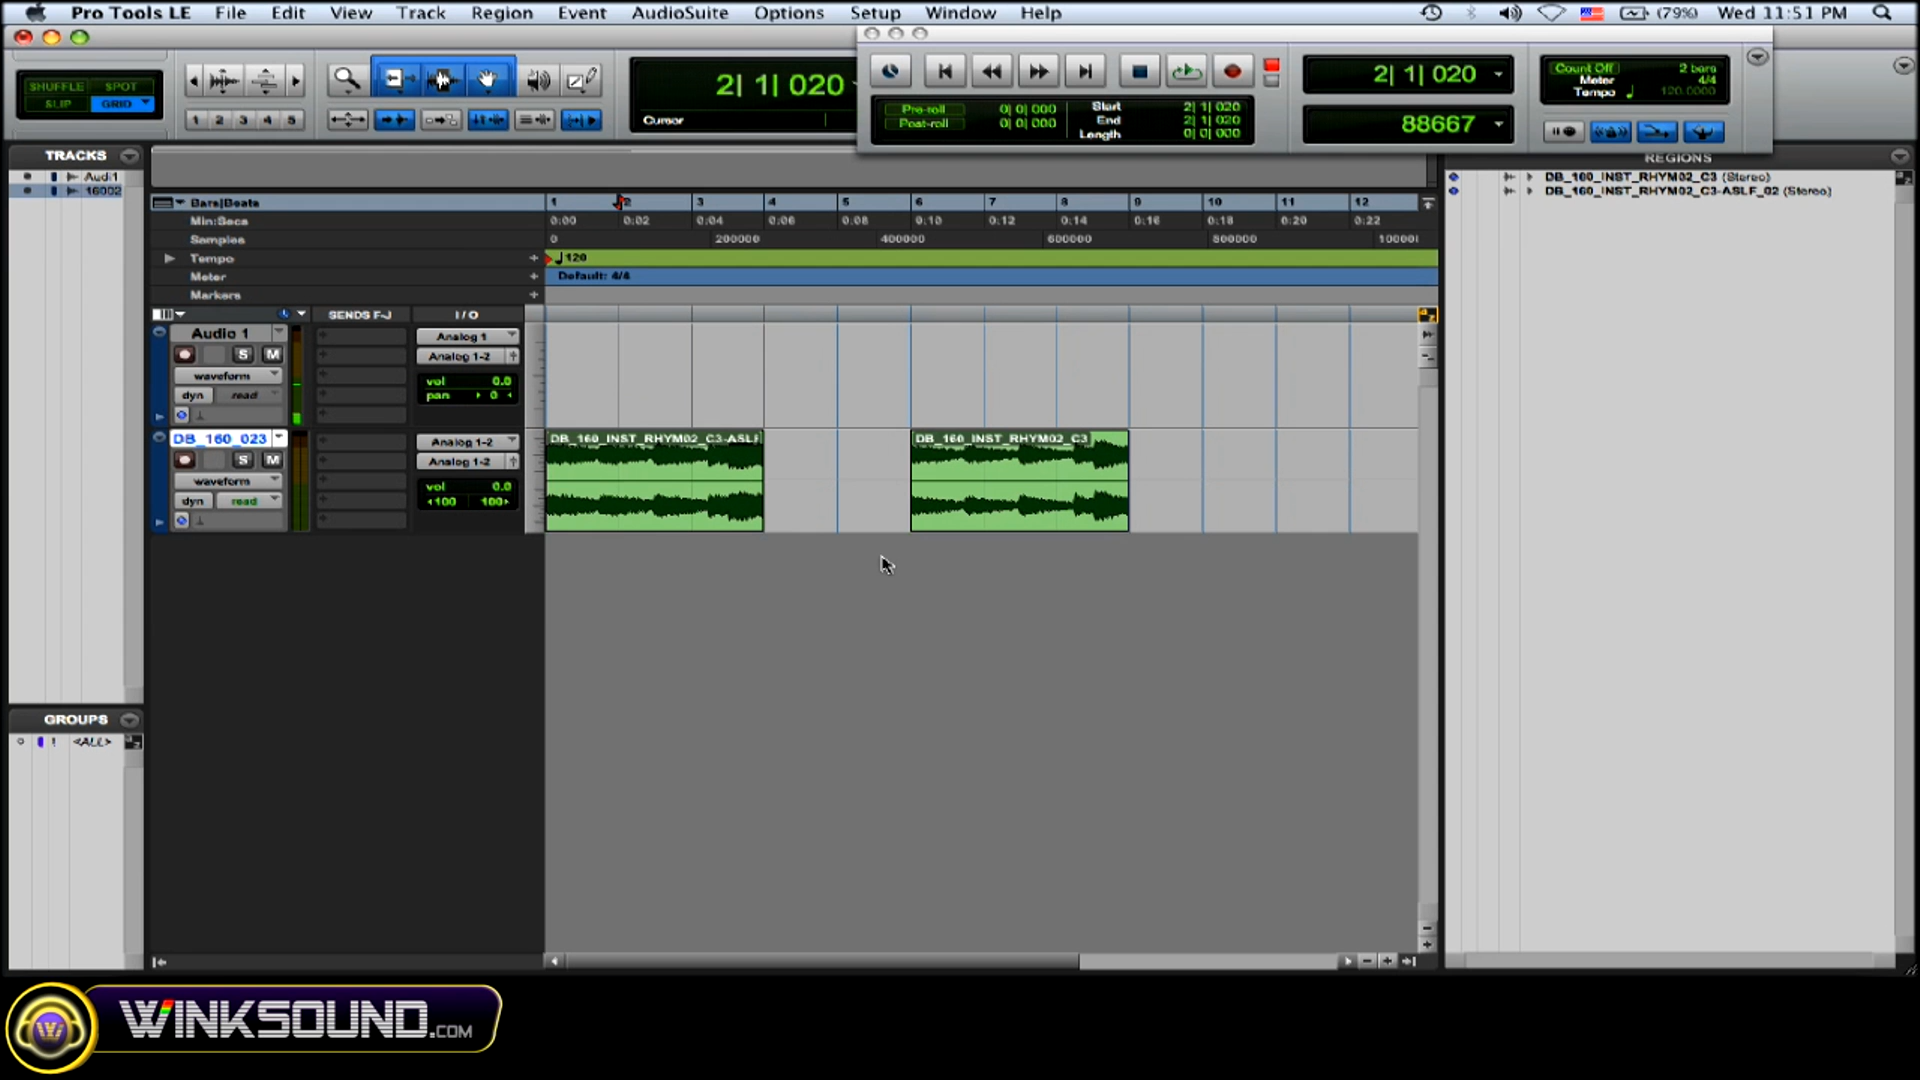 Pro Tools LE File Edit View Track Region Event AudioSuite Options Setup Window Help (79%) Wed 11:51 PM
SHUFFLE SPOT
SLIP GRID
1 2 3 4 5
2| 1| 020
Cursor
Pre-roll 0| 0| 000 Start 2| 1| 020
Post-roll 0| 0| 000 End 2| 1| 020
Length 0| 0| 000
2| 1| 020
88667
Count Off 2 bars
Meter 4/4
Tempo 120.0000
TRACKS
Audi1
16002
Bars|Beats 1 2 3 4 5 6 7 8 9 10 11 12
Min:Secs 0:00 0:02 0:04 0:06 0:08 0:10 0:12 0:14 0:16 0:18 0:20 0:22
Samples 0 200000 400000 600000 800000
Tempo 120
Meter Default: 4/4
Markers
SENDS F-J I/O
Audio 1 Analog 1
S M Analog 1-2
waveform vol 0.0
dyn read pan 0
DB_160_023 Analog 1-2
S M Analog 1-2
waveform vol 0.0
dyn read 100 100
DB_160_INST_RHYM02_C3-ASLF
DB_160_INST_RHYM02_C3
REGIONS
DB_160_INST_RHYM02_C3 (Stereo)
DB_160_INST_RHYM02_C3-ASLF_02 (Stereo)
GROUPS
! <ALL>
WINKSOUND.COM